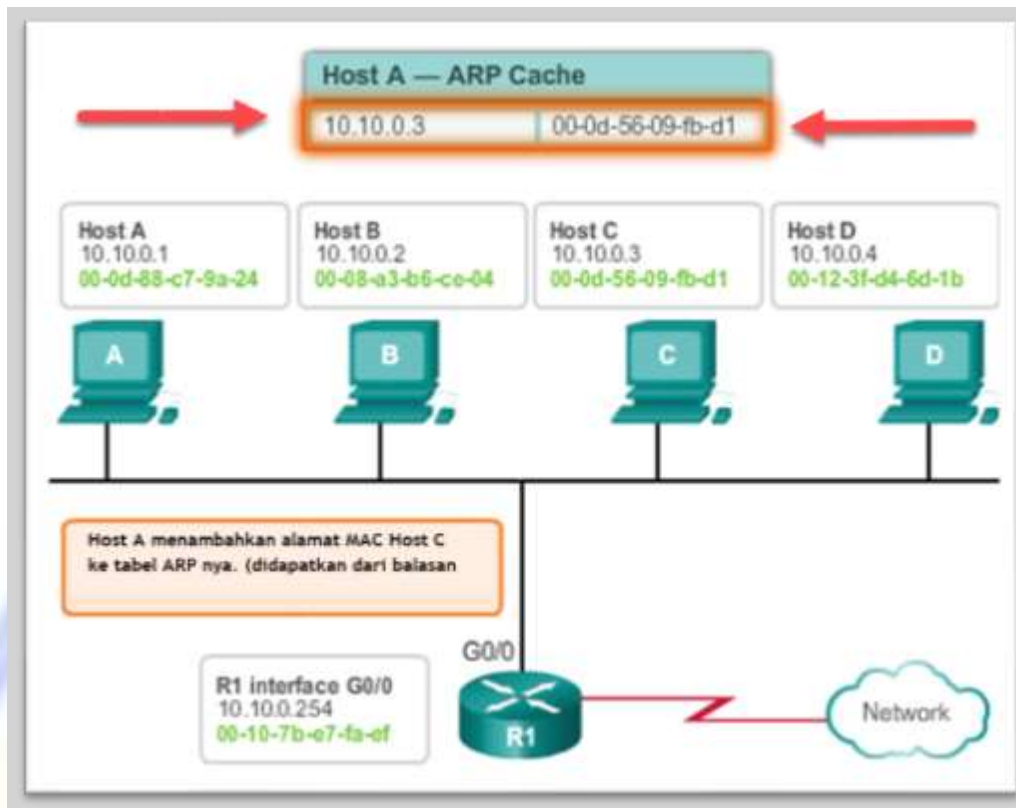 Host A — ARP Cache
10.10.0.3 00-0d-56-09-fb-d1
Host A
10.10.0.1
00-0d-88-c7-9a-24
Host B
10.10.0.2
00-08-a3-b6-ce-04
Host C
10.10.0.3
00-0d-56-09-fb-d1
Host D
10.10.0.4
00-12-3f-d4-6d-1b
A
B
C
D
Host A menambahkan alamat MAC Host C
ke tabel ARP nya. (didapatkan dari balasan
G0/0
R1 interface G0/0
10.10.0.254
00-10-7b-e7-fa-ef
R1
Network